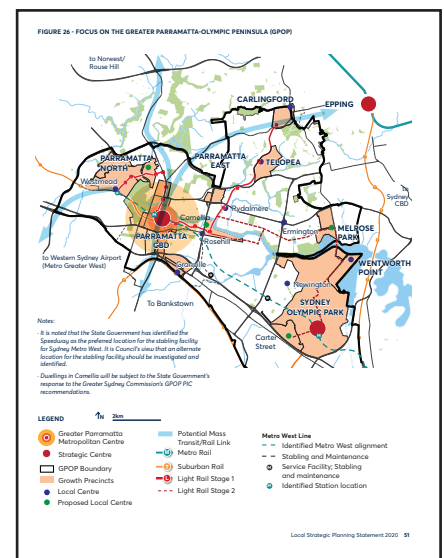 FIGURE 26 - FOCUS ON THE GREATER PARRAMATTA-OLYMPIC PENINSULA (GPOP)
to Norwest/
Rouse Hill
CARLINGFORD
EPPING
PARRAMATTA
NORTH
PARRAMATTA
EAST
TELOPEA
Westmead
to
Sydney
CBD
Camellia
Rydalmere
Rosehill
Ermington
MELROSE
PARK
PARRAMATTA
CBD
to Western Sydney Airport
(Metro Greater West)
Granville
WENTWORTH
POINT
Newington
To Bankstown
SYDNEY
OLYMPIC PARK
Carter
Street
Notes:
- It is noted that the State Government has identified the
Speedway as the preferred location for the stabling facility
for Sydney Metro West. It is Council's view that an alternate
location for the stabling facility should be investigated and
identified.
- Dwellings in Camellia will be subject to the State Government's
response to the Greater Sydney Commission's GPOP PIC
recommendations.
LEGEND
N
2km
Greater Parramatta
Metropolitan Centre
Strategic Centre
GPOP Boundary
Growth Precincts
Local Centre
Proposed Local Centre
Potential Mass
Transit/Rail Link
M Metro Rail
T Suburban Rail
L Light Rail Stage 1
Light Rail Stage 2
Metro West Line
Identified Metro West alignment
Stabling and Maintenance
Service Facility; Stabling
and maintenance
Identified Station location
Local Strategic Planning Statement 2020 51